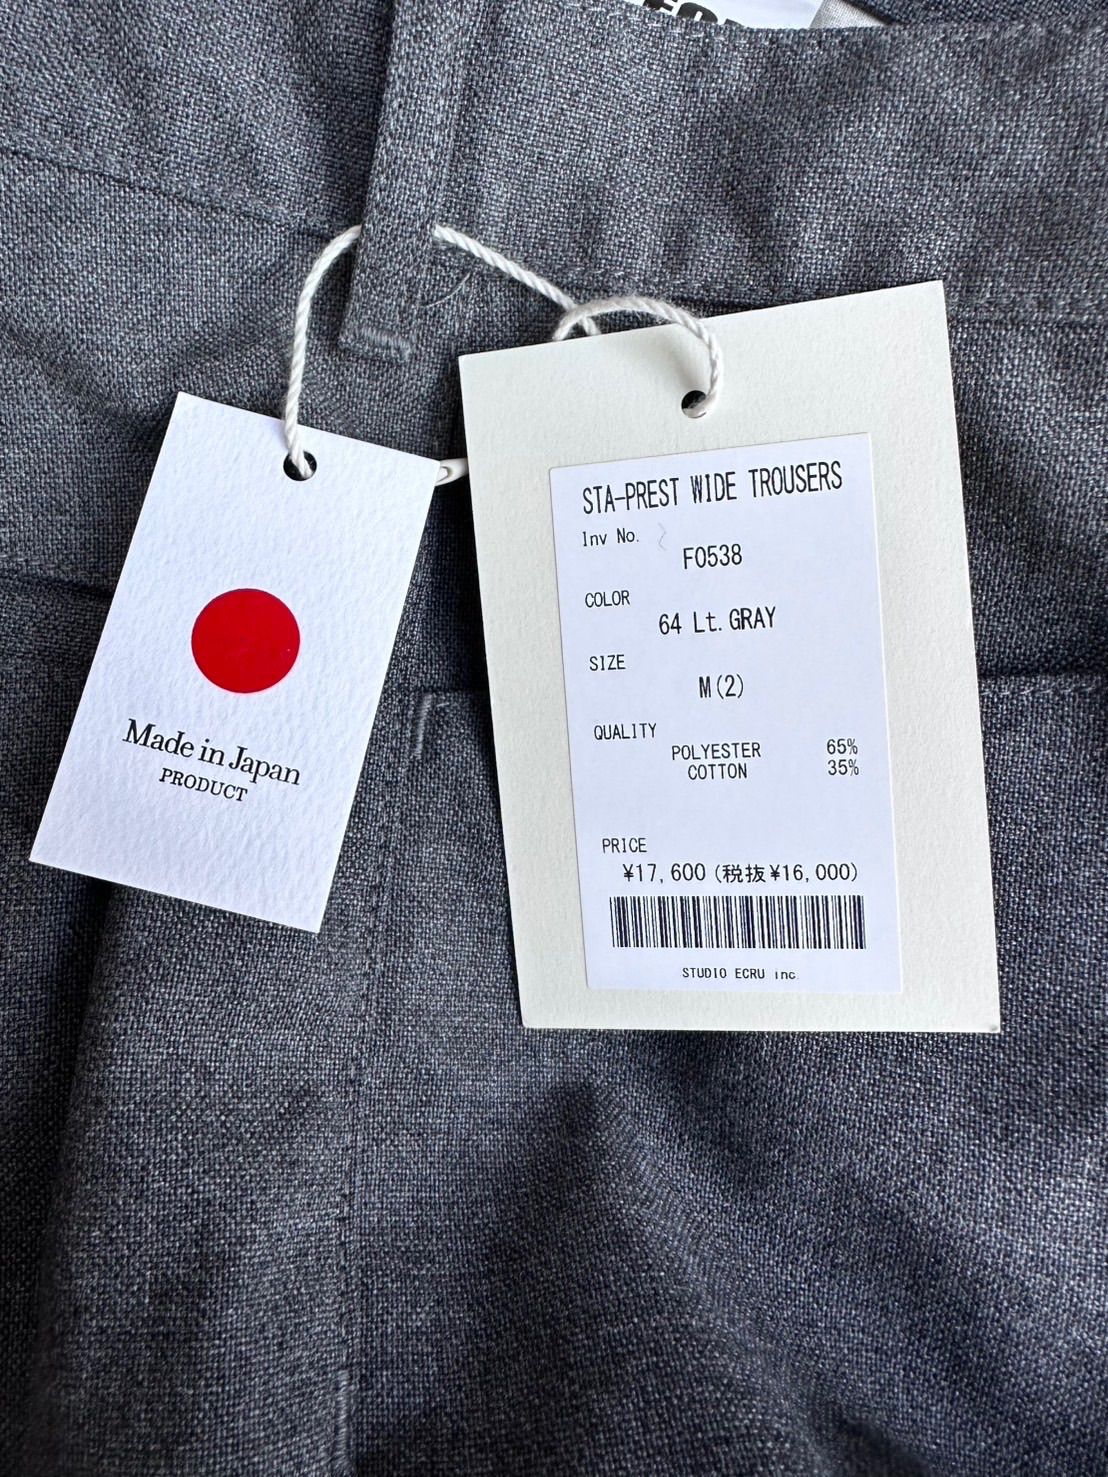 Made in Japan
PRODUCT
STA-PREST WIDE TROUSERS
Inv No.
F0538
COLOR
64 Lt. GRAY
SIZE
M(2)
QUALITY
POLYESTER 65%
COTTON 35%
PRICE
¥17,600(税抜¥16,000)
STUDIO ECRU inc